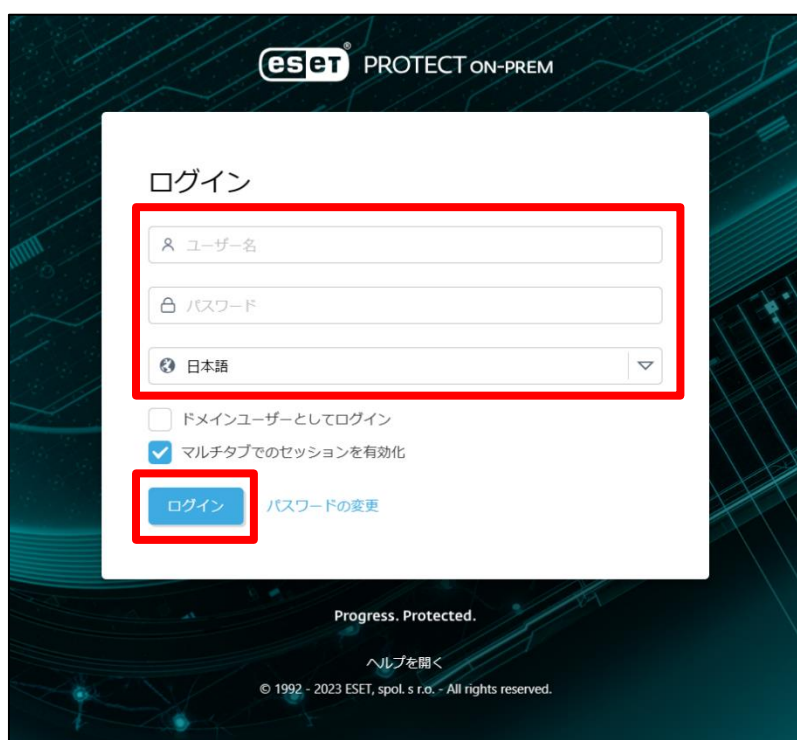 eset® PROTECT ON-PREM
ログイン
ユーザー名
パスワード
日本語
ドメインユーザーとしてログイン
マルチタブでのセッションを有効化
ログイン パスワードの変更
Progress. Protected.
ヘルプを開く
© 1992 - 2023 ESET, spol. s r.o. - All rights reserved.